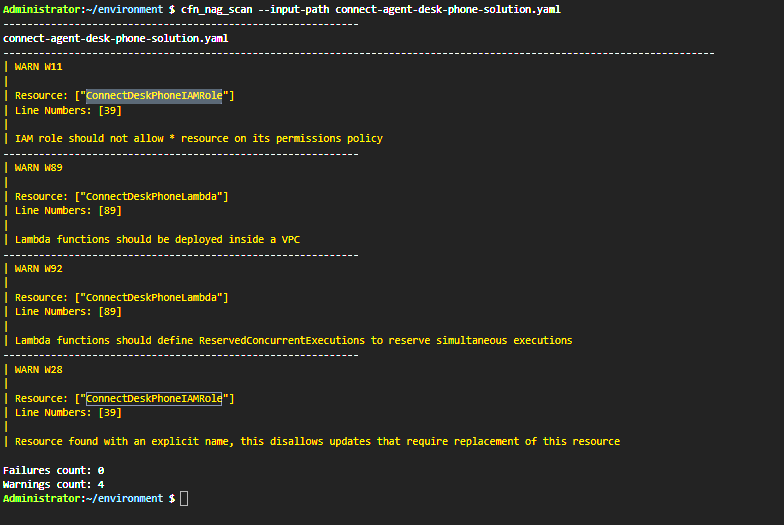 Administrator:~/environment $ cfn_nag_scan --input-path connect-agent-desk-phone-solution.yaml
------------------------------------------------------------
connect-agent-desk-phone-solution.yaml
------------------------------------------------------------------------------------------------------------------------
| WARN W11
|
| Resource: ["ConnectDeskPhoneIAMRole"]
| Line Numbers: [39]
|
| IAM role should not allow * resource on its permissions policy
------------------------------------------------------------
| WARN W89
|
| Resource: ["ConnectDeskPhoneLambda"]
| Line Numbers: [89]
|
| Lambda functions should be deployed inside a VPC
------------------------------------------------------------
| WARN W92
|
| Resource: ["ConnectDeskPhoneLambda"]
| Line Numbers: [89]
|
| Lambda functions should define ReservedConcurrentExecutions to reserve simultaneous executions
------------------------------------------------------------
| WARN W28
|
| Resource: ["ConnectDeskPhoneIAMRole"]
| Line Numbers: [39]
|
| Resource found with an explicit name, this disallows updates that require replacement of this resource

Failures count: 0
Warnings count: 4
Administrator:~/environment $